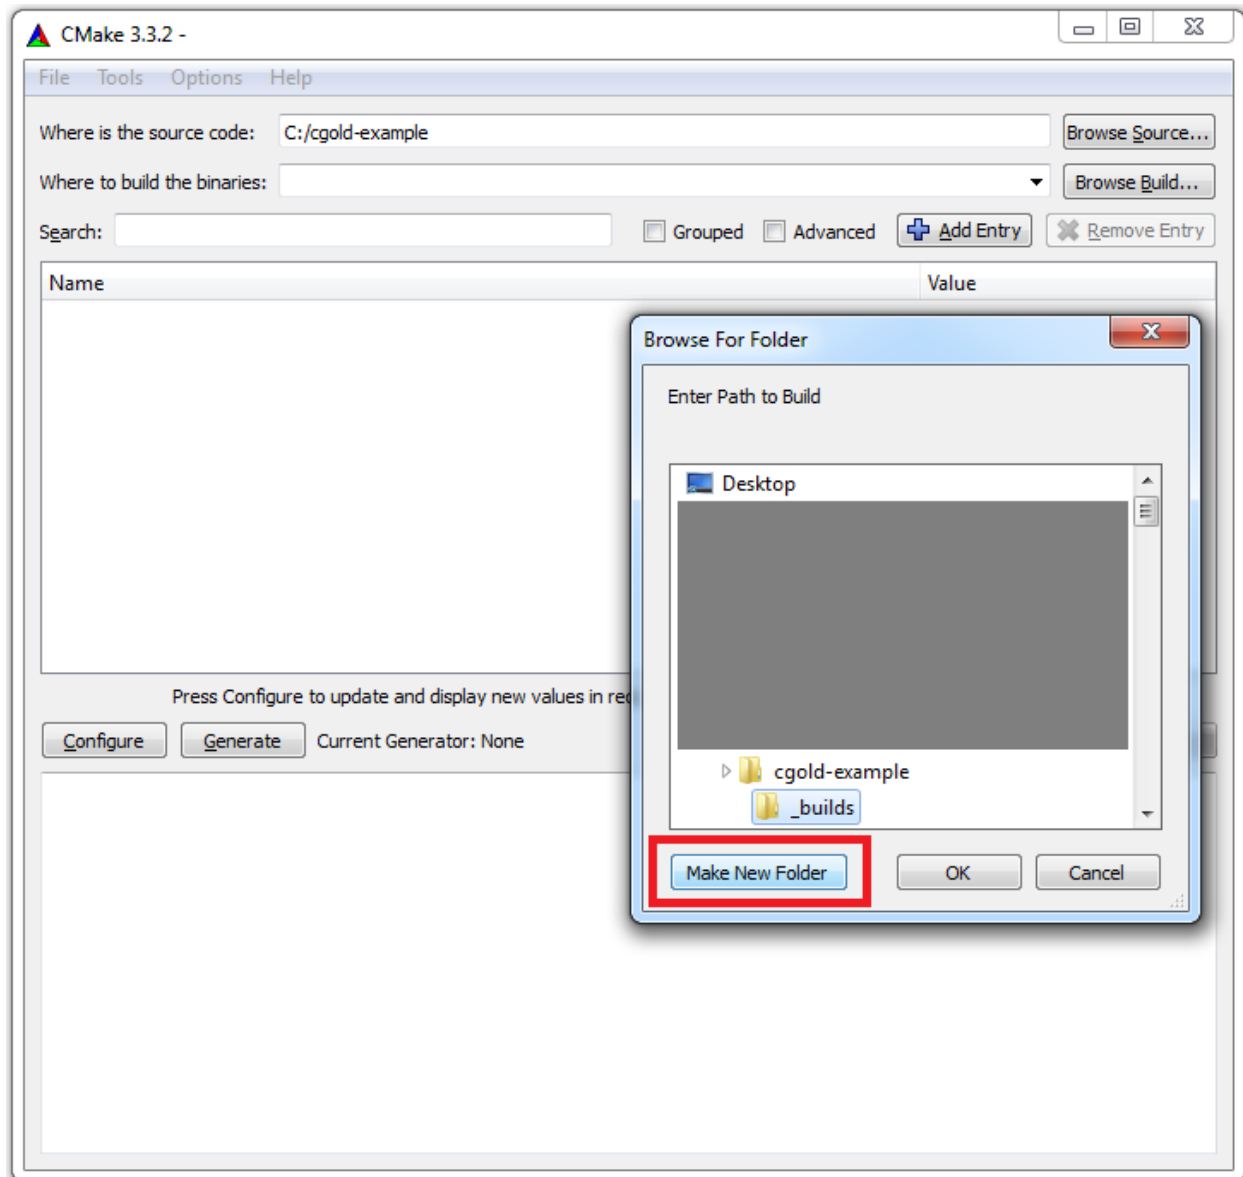 CMake 3.3.2 -
File Tools Options Help
Where is the source code: C:/cgold-example Browse Source...
Where to build the binaries: Browse Build...
Search: Grouped Advanced Add Entry Remove Entry
Name Value
Browse For Folder
Enter Path to Build
Desktop
cgold-example
_builds
Make New Folder OK Cancel
Press Configure to update and display new values in
Configure Generate Current Generator: None